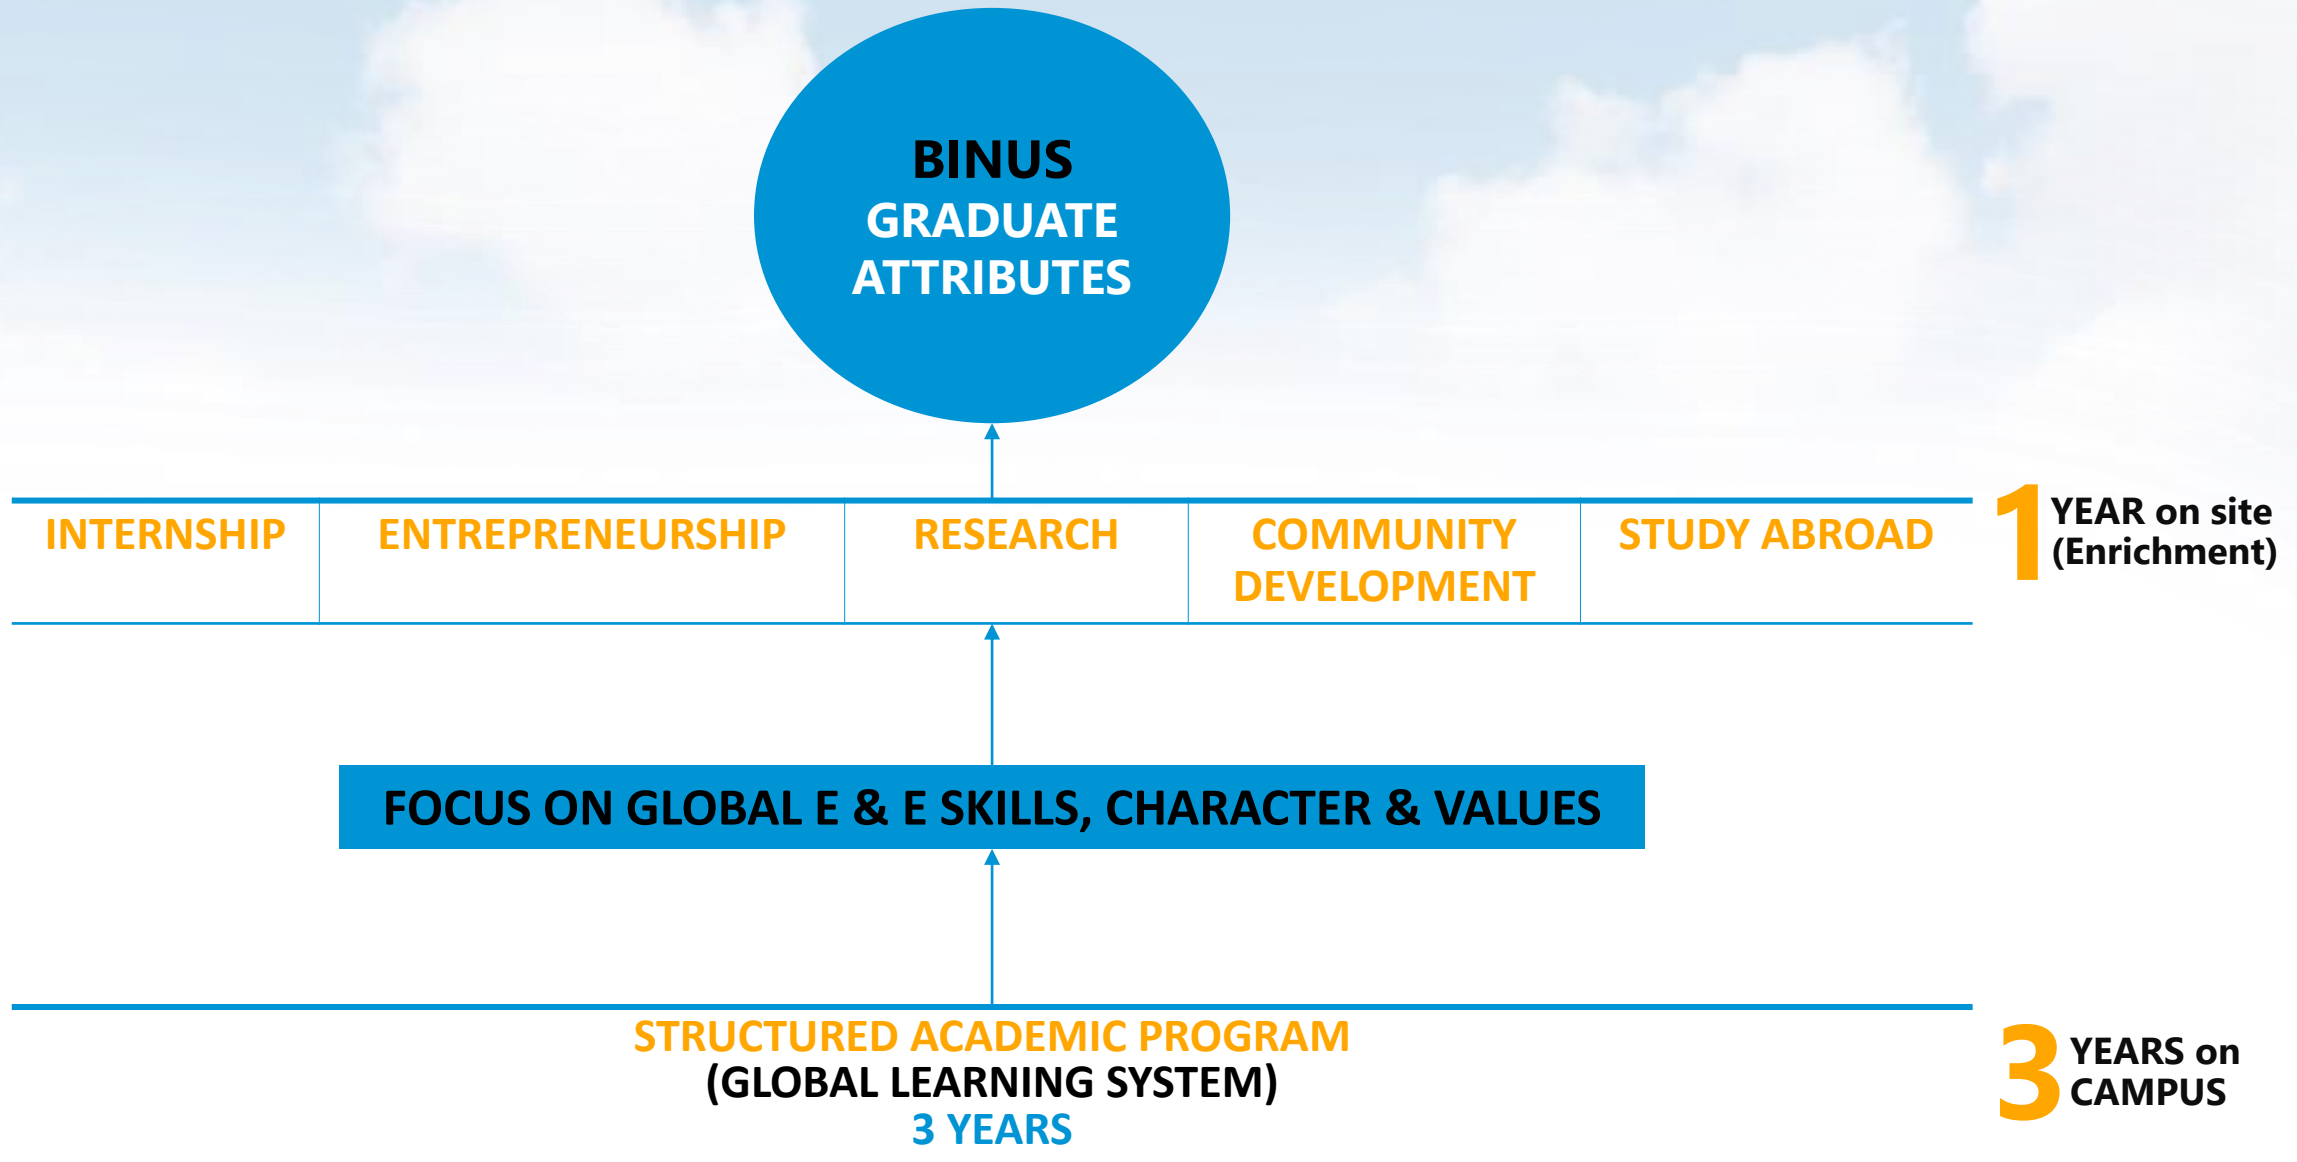 BINUS
GRADUATE
ATTRIBUTES
INTERNSHIP
ENTREPRENEURSHIP
RESEARCH
COMMUNITY
DEVELOPMENT
STUDY ABROAD
1 YEAR on site
(Enrichment)
FOCUS ON GLOBAL E & E SKILLS, CHARACTER & VALUES
STRUCTURED ACADEMIC PROGRAM
(GLOBAL LEARNING SYSTEM)
3 YEARS
3 YEARS on
CAMPUS